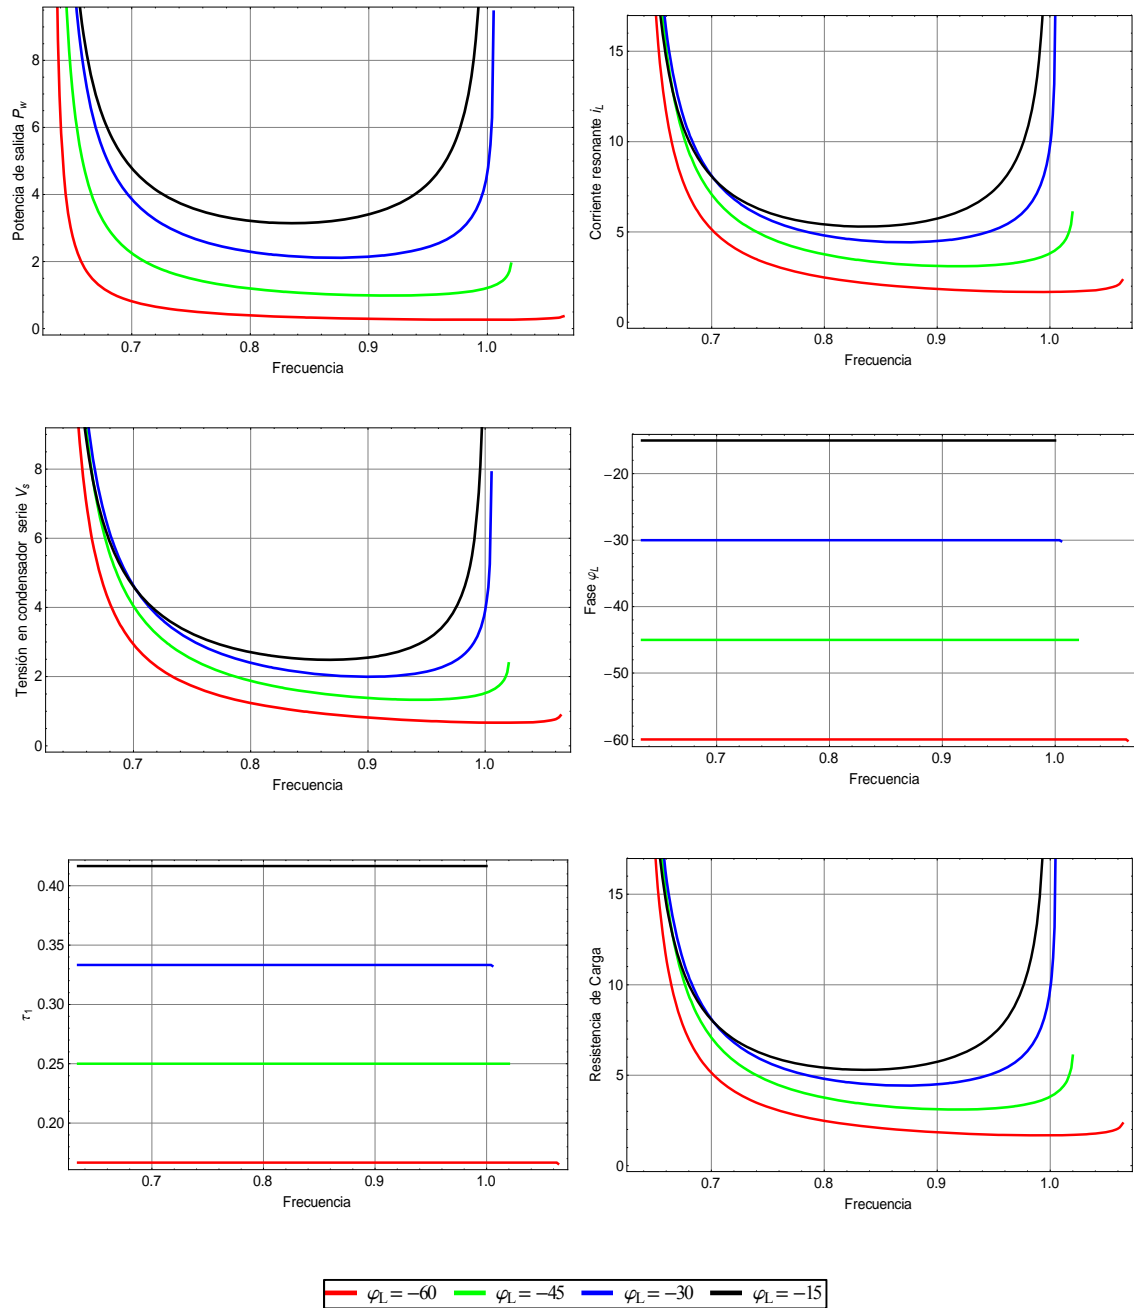 Potencia de salida P_w
8
6
4
2
0
0.7 0.8 0.9 1.0
Frecuencia
Corriente resonante i_L
15
10
5
0
0.7 0.8 0.9 1.0
Frecuencia
Tensión en condensador serie V_s
8
6
4
2
0
0.7 0.8 0.9 1.0
Frecuencia
Fase φ_L
−20
−30
−40
−50
−60
0.7 0.8 0.9 1.0
Frecuencia
τ_1
0.40
0.35
0.30
0.25
0.20
0.7 0.8 0.9 1.0
Frecuencia
Resistencia de Carga
15
10
5
0
0.7 0.8 0.9 1.0
Frecuencia
φ_L = −60 φ_L = −45 φ_L = −30 φ_L = −15